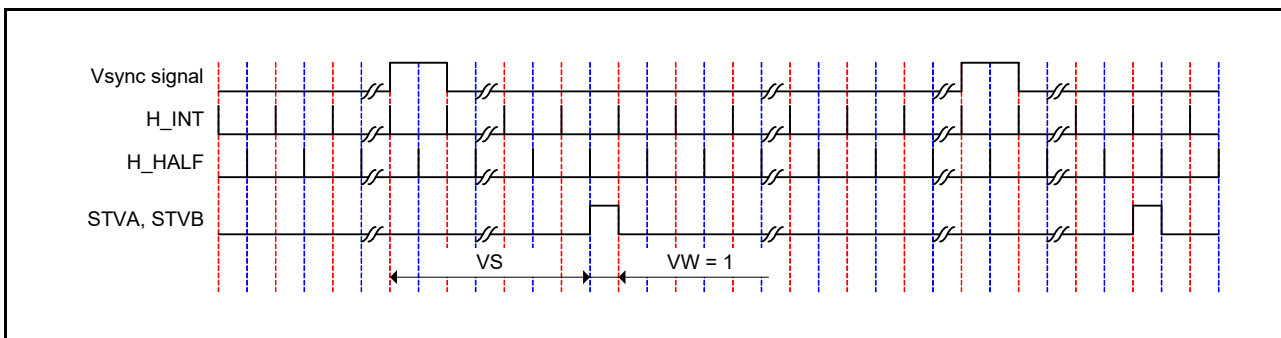 Vsync signal
H_INT
H_HALF
STVA, STVB
VS VW = 1